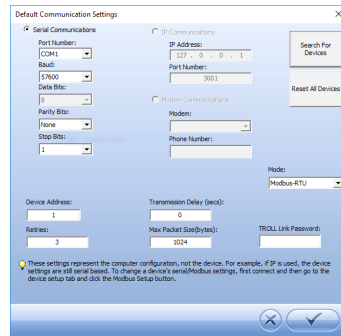 Default Communication Settings
Serial Communications
Port Number:
COM1
Baud:
57600
Data Bits:
8
Parity Bits:
None
Stop Bits:
1
IP Communications
IP Address:
127 . 0 . 0 . 1
Port Number:
3001
Modem Communications
Modem:
Phone Number:
Search For
Devices
Reset All Devices
Mode:
Modbus-RTU
Device Address:
1
Transmission Delay (secs):
0
Retries:
3
Max Packet Size(bytes):
1024
TROLL Link Password:
These settings represent the computer configuration, not the device. For example, if IP is used, the device
settings are still serial based. To change a device's serial/Modbus settings, first connect and then go to the
device setup tab and click the Modbus Setup button.